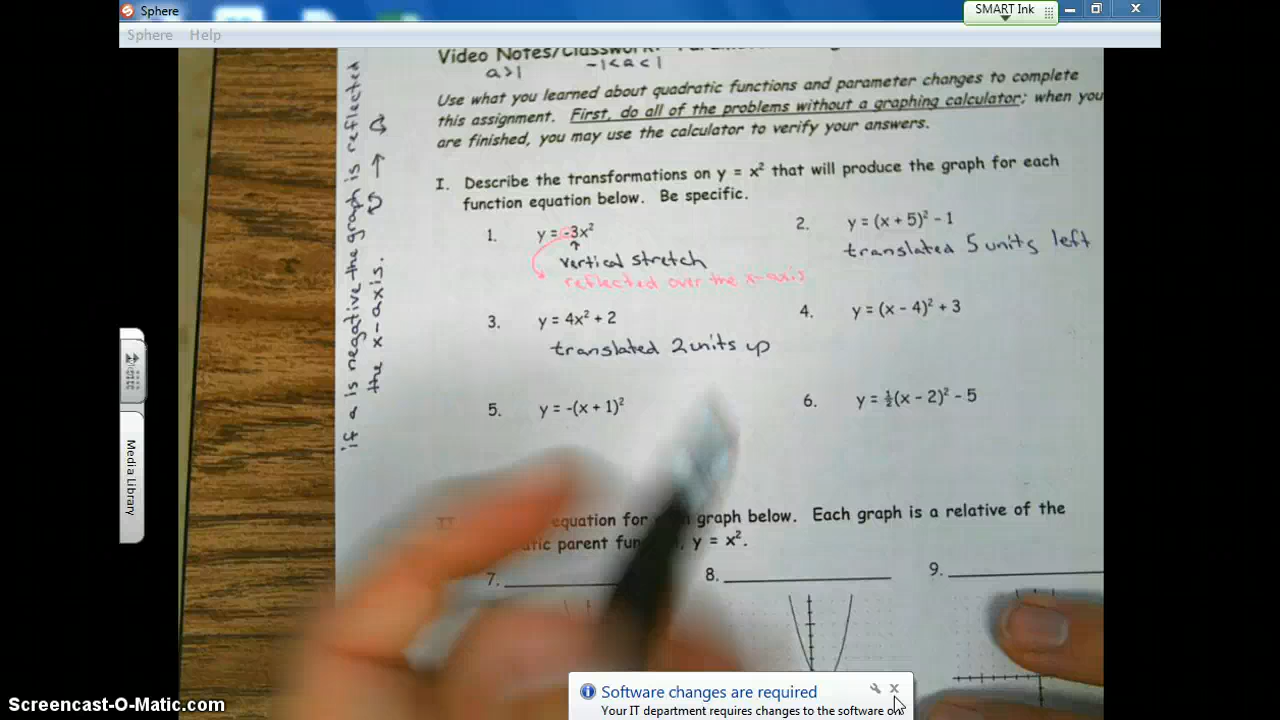 Sphere
SMART Ink
Sphere Help
Video Notes/Classwork:
a>1 -1<a<1
Use what you learned about quadratic functions and parameter changes to complete
this assignment. First, do all of the problems without a graphing calculator; when you
are finished, you may use the calculator to verify your answers.
if a is negative the graph is reflected
the x-axis.
I. Describe the transformations on y = x² that will produce the graph for each
function equation below. Be specific.
1. y = -3x²
vertical stretch
reflected over the x-axis
2. y = (x + 5)² - 1
translated 5 units left
3. y = 4x² + 2
translated 2 units up
4. y = (x - 4)² + 3
5. y = -(x + 1)²
6. y = ½(x - 2)² - 5
equation for graph below. Each graph is a relative of the
parent y = x².
7.
8.
9.
Media Library
Software changes are required
Your IT department requires changes to the software
Screencast-O-Matic.com